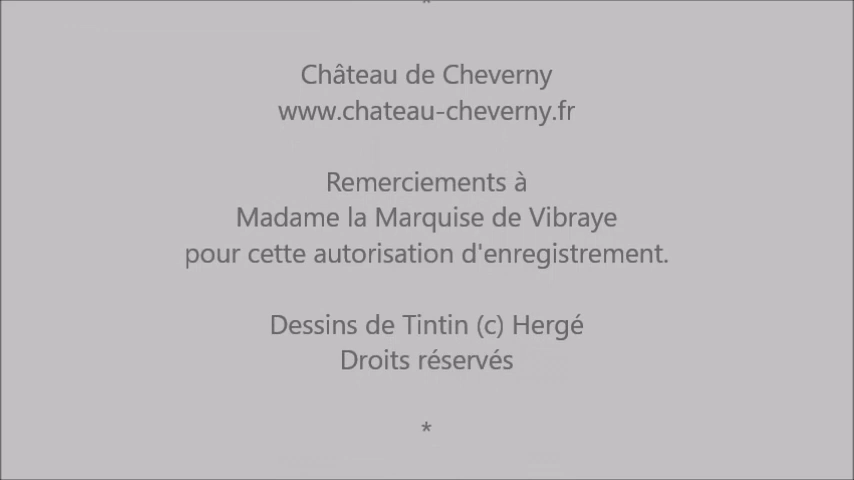 *
Château de Cheverny
www.chateau-cheverny.fr
Remerciements à
Madame la Marquise de Vibraye
pour cette autorisation d'enregistrement.
Dessins de Tintin (c) Hergé
Droits réservés
*